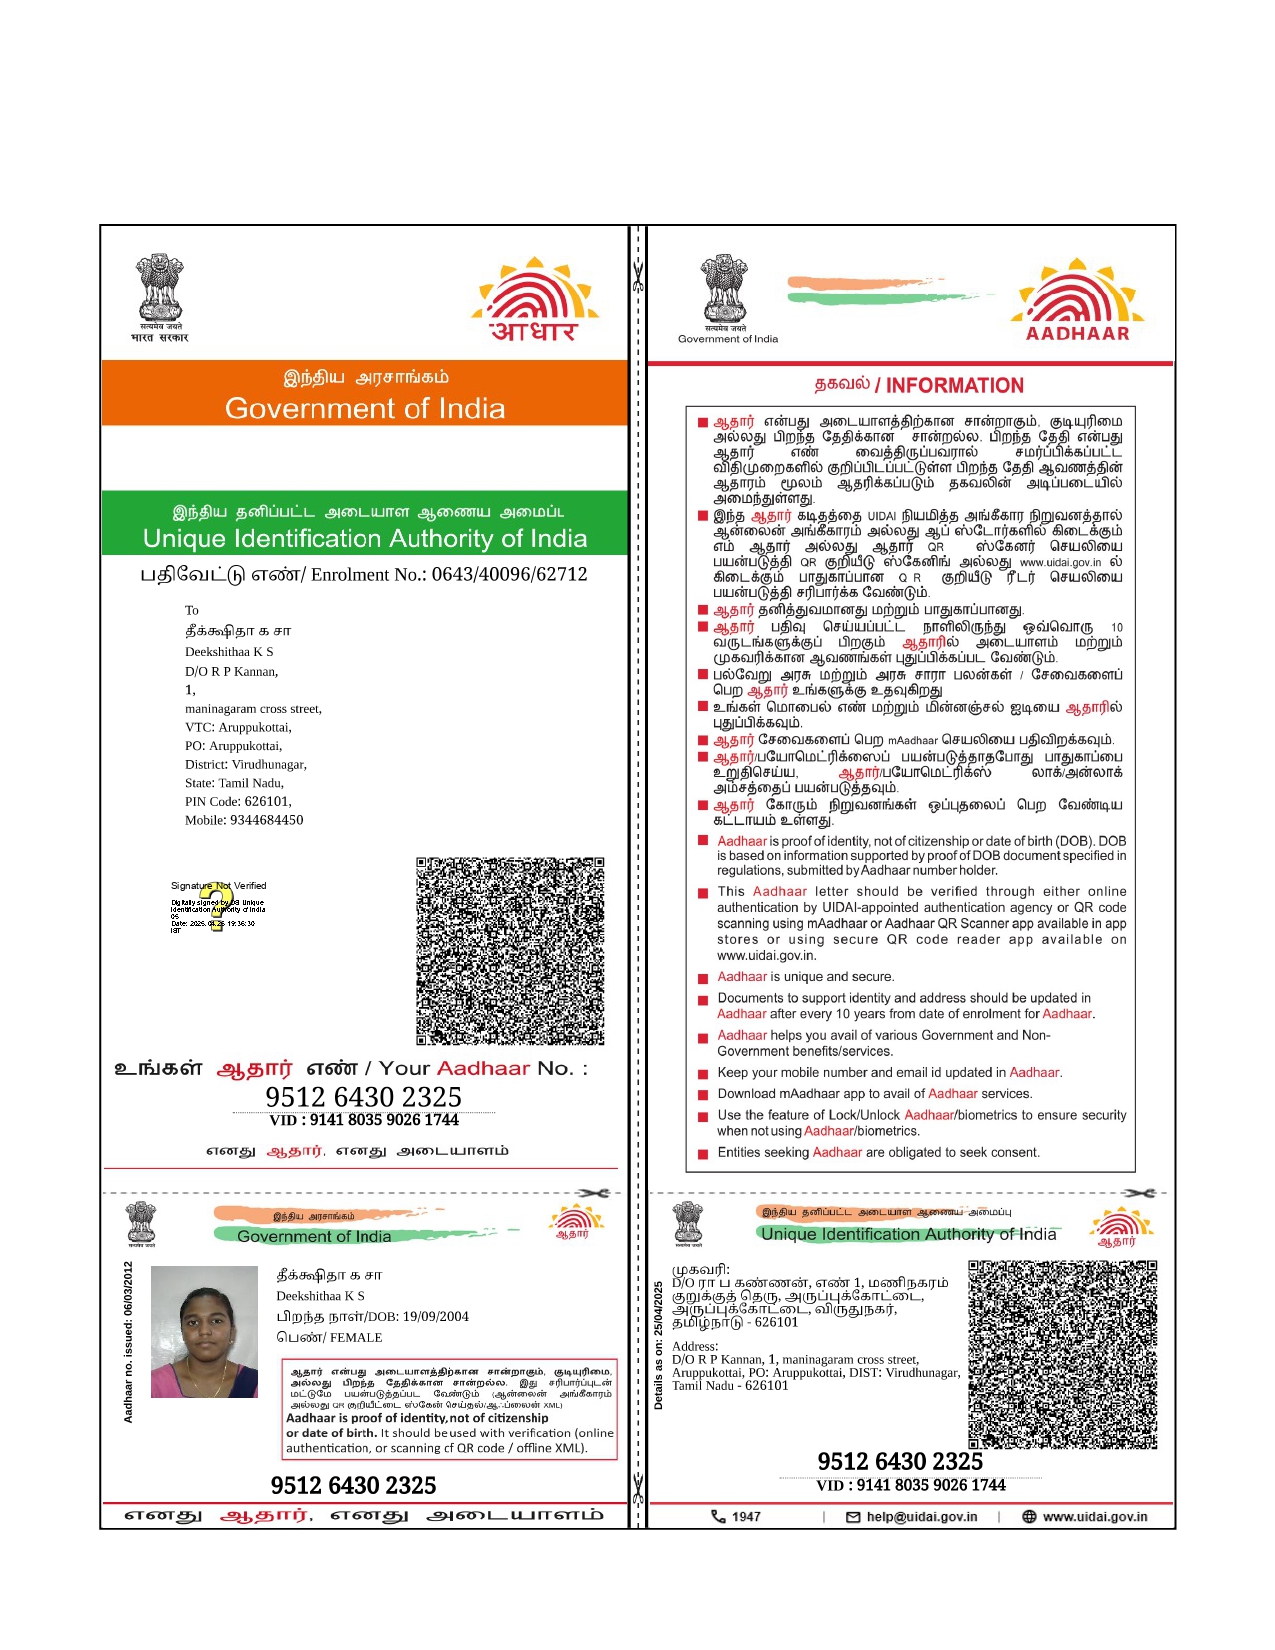 सत्यमेव जयते
भारत सरकार
आधार
இந்திய அரசாங்கம்
Government of India
இந்திய தனிப்பட்ட அடையாள ஆணைய அமைப்
Unique Identification Authority of India
பதிவேட்டு எண்/ Enrolment No.: 0643/40096/62712
To
தீக்ஷிதா க சா
Deekshithaa K S
D/O R P Kannan,
1,
maninagaram cross street,
VTC: Aruppukottai,
PO: Aruppukottai,
District: Virudhunagar,
State: Tamil Nadu,
PIN Code: 626101,
Mobile: 9344684450
Signature Not Verified
Digitally signed by DS Unique
Identification Authority of India
05
Date: 2025.04.26 19:36:30
IST
உங்கள் ஆதார் எண் / Your Aadhaar No. :
9512 6430 2325
VID : 9141 8035 9026 1744
எனது ஆதார், எனது அடையாளம்
सत्यमेव जयते
இந்திய அரசாங்கம்
Government of India
ஆதார்
Aadhaar no. issued: 06/03/2012
தீக்ஷிதா க சா
Deekshithaa K S
பிறந்த நாள்/DOB: 19/09/2004
பெண்/ FEMALE
ஆதார் என்பது அடையாளத்திற்கான சான்றாகும், குடியுரிமை,
அல்லது பிறந்த தேதிக்கான சான்றல்ல. இது சரிபார்ப்புடன்
மட்டுமே பயன்படுத்தப்பட வேண்டும் (ஆன்லைன் அங்கீகாரம்
அல்லது QR குறியீட்டை ஸ்கேன் செய்தல்/ஆஃப்லைன் XML)
Aadhaar is proof of identity, not of citizenship
or date of birth. It should be used with verification (online
authentication, or scanning of QR code / offline XML).
9512 6430 2325
எனது ஆதார், எனது அடையாளம்
सत्यमेव जयते
Government of India
AADHAAR
தகவல் / INFORMATION
ஆதார் என்பது அடையாளத்திற்கான சான்றாகும், குடியுரிமை
அல்லது பிறந்த தேதிக்கான சான்றல்ல. பிறந்த தேதி என்பது
ஆதார் எண் வைத்திருப்பவரால் சமர்ப்பிக்கப்பட்ட
விதிமுறைகளில் குறிப்பிடப்பட்டுள்ள பிறந்த தேதி ஆவணத்தின்
ஆதாரம் மூலம் ஆதரிக்கப்படும் தகவலின் அடிப்படையில்
அமைந்துள்ளது.
இந்த ஆதார் கடிதத்தை UIDAI நியமித்த அங்கீகார நிறுவனத்தால்
ஆன்லைன் அங்கீகாரம் அல்லது ஆப் ஸ்டோர்களில் கிடைக்கும்
எம் ஆதார் அல்லது ஆதார் QR ஸ்கேனர் செயலியை
பயன்படுத்தி QR குறியீடு ஸ்கேனிங் அல்லது www.uidai.gov.in ல்
கிடைக்கும் பாதுகாப்பான Q R குறியீடு ரீடர் செயலியை
பயன்படுத்தி சரிபார்க்க வேண்டும்.
ஆதார் தனித்துவமானது மற்றும் பாதுகாப்பானது.
ஆதார் பதிவு செய்யப்பட்ட நாளிலிருந்து ஒவ்வொரு 10
வருடங்களுக்குப் பிறகும் ஆதாரில் அடையாளம் மற்றும்
முகவரிக்கான ஆவணங்கள் புதுப்பிக்கப்பட வேண்டும்.
பல்வேறு அரசு மற்றும் அரசு சாரா பலன்கள் / சேவைகளைப்
பெற ஆதார் உங்களுக்கு உதவுகிறது
உங்கள் மொபைல் எண் மற்றும் மின்னஞ்சல் ஐடியை ஆதாரில்
புதுப்பிக்கவும்.
ஆதார் சேவைகளைப் பெற mAadhaar செயலியை பதிவிறக்கவும்.
ஆதார்/பயோமெட்ரிக்ஸைப் பயன்படுத்தாதபோது பாதுகாப்பை
உறுதிசெய்ய, ஆதார்/பயோமெட்ரிக்ஸ் லாக்/அன்லாக்
அம்சத்தைப் பயன்படுத்தவும்.
ஆதார் கோரும் நிறுவனங்கள் ஒப்புதலைப் பெற வேண்டிய
கட்டாயம் உள்ளது.
Aadhaar is proof of identity, not of citizenship or date of birth (DOB). DOB
is based on information supported by proof of DOB document specified in
regulations, submitted by Aadhaar number holder.
This Aadhaar letter should be verified through either online
authentication by UIDAI-appointed authentication agency or QR code
scanning using mAadhaar or Aadhaar QR Scanner app available in app
stores or using secure QR code reader app available on
www.uidai.gov.in.
Aadhaar is unique and secure.
Documents to support identity and address should be updated in
Aadhaar after every 10 years from date of enrolment for Aadhaar.
Aadhaar helps you avail of various Government and Non-
Government benefits/services.
Keep your mobile number and email id updated in Aadhaar.
Download mAadhaar app to avail of Aadhaar services.
Use the feature of Lock/Unlock Aadhaar/biometrics to ensure security
when not using Aadhaar/biometrics.
Entities seeking Aadhaar are obligated to seek consent.
सत्यमेव जयते
இந்திய தனிப்பட்ட அடையாள ஆணைய அமைப்பு
Unique Identification Authority of India
ஆதார்
Details as on: 25/04/2025
முகவரி:
D/O ரா ப கண்ணன், எண் 1, மணிநகரம்
குறுக்குத் தெரு, அருப்புக்கோட்டை,
அருப்புக்கோட்டை, விருதுநகர்,
தமிழ்நாடு - 626101
Address:
D/O R P Kannan, 1, maninagaram cross street,
Aruppukottai, PO: Aruppukottai, DIST: Virudhunagar,
Tamil Nadu - 626101
9512 6430 2325
VID : 9141 8035 9026 1744
1947 | help@uidai.gov.in | www.uidai.gov.in